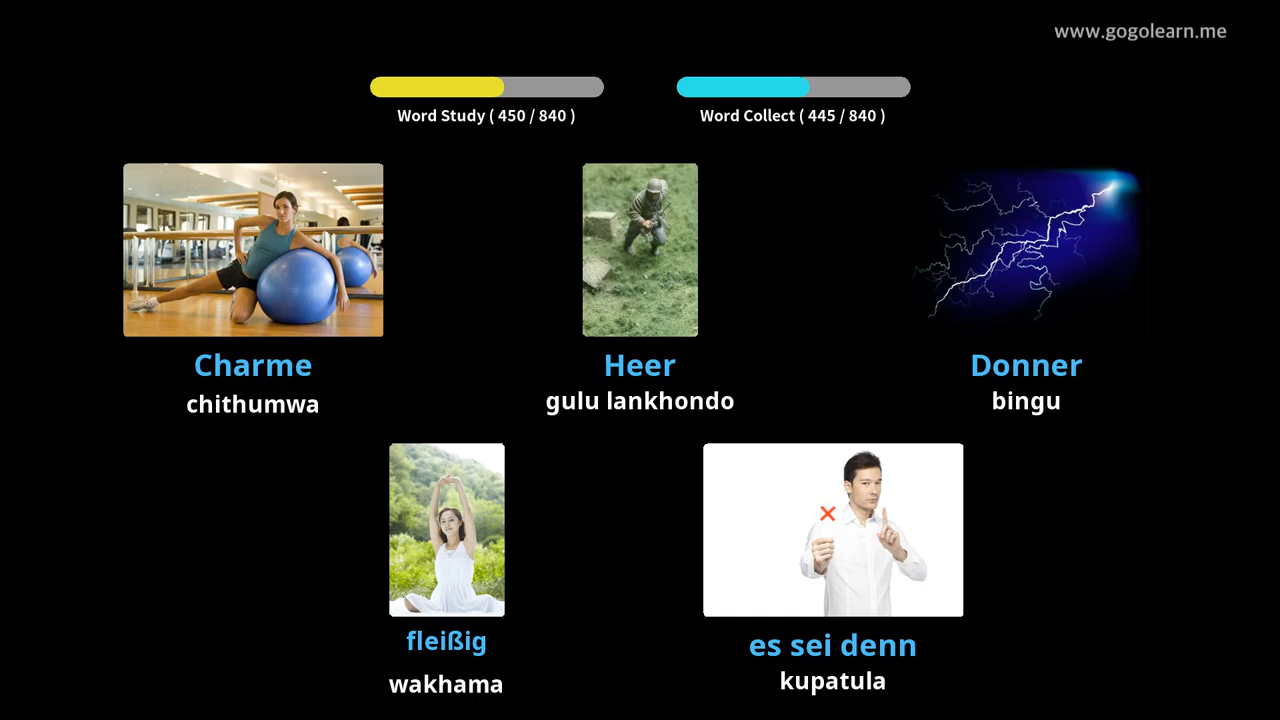 www.gogolearn.me
Word Study ( 450 / 840 )
Word Collect ( 445 / 840 )
Charme
chithumwa
Heer
gulu lankhondo
Donner
bingu
fleißig
wakhama
es sei denn
kupatula